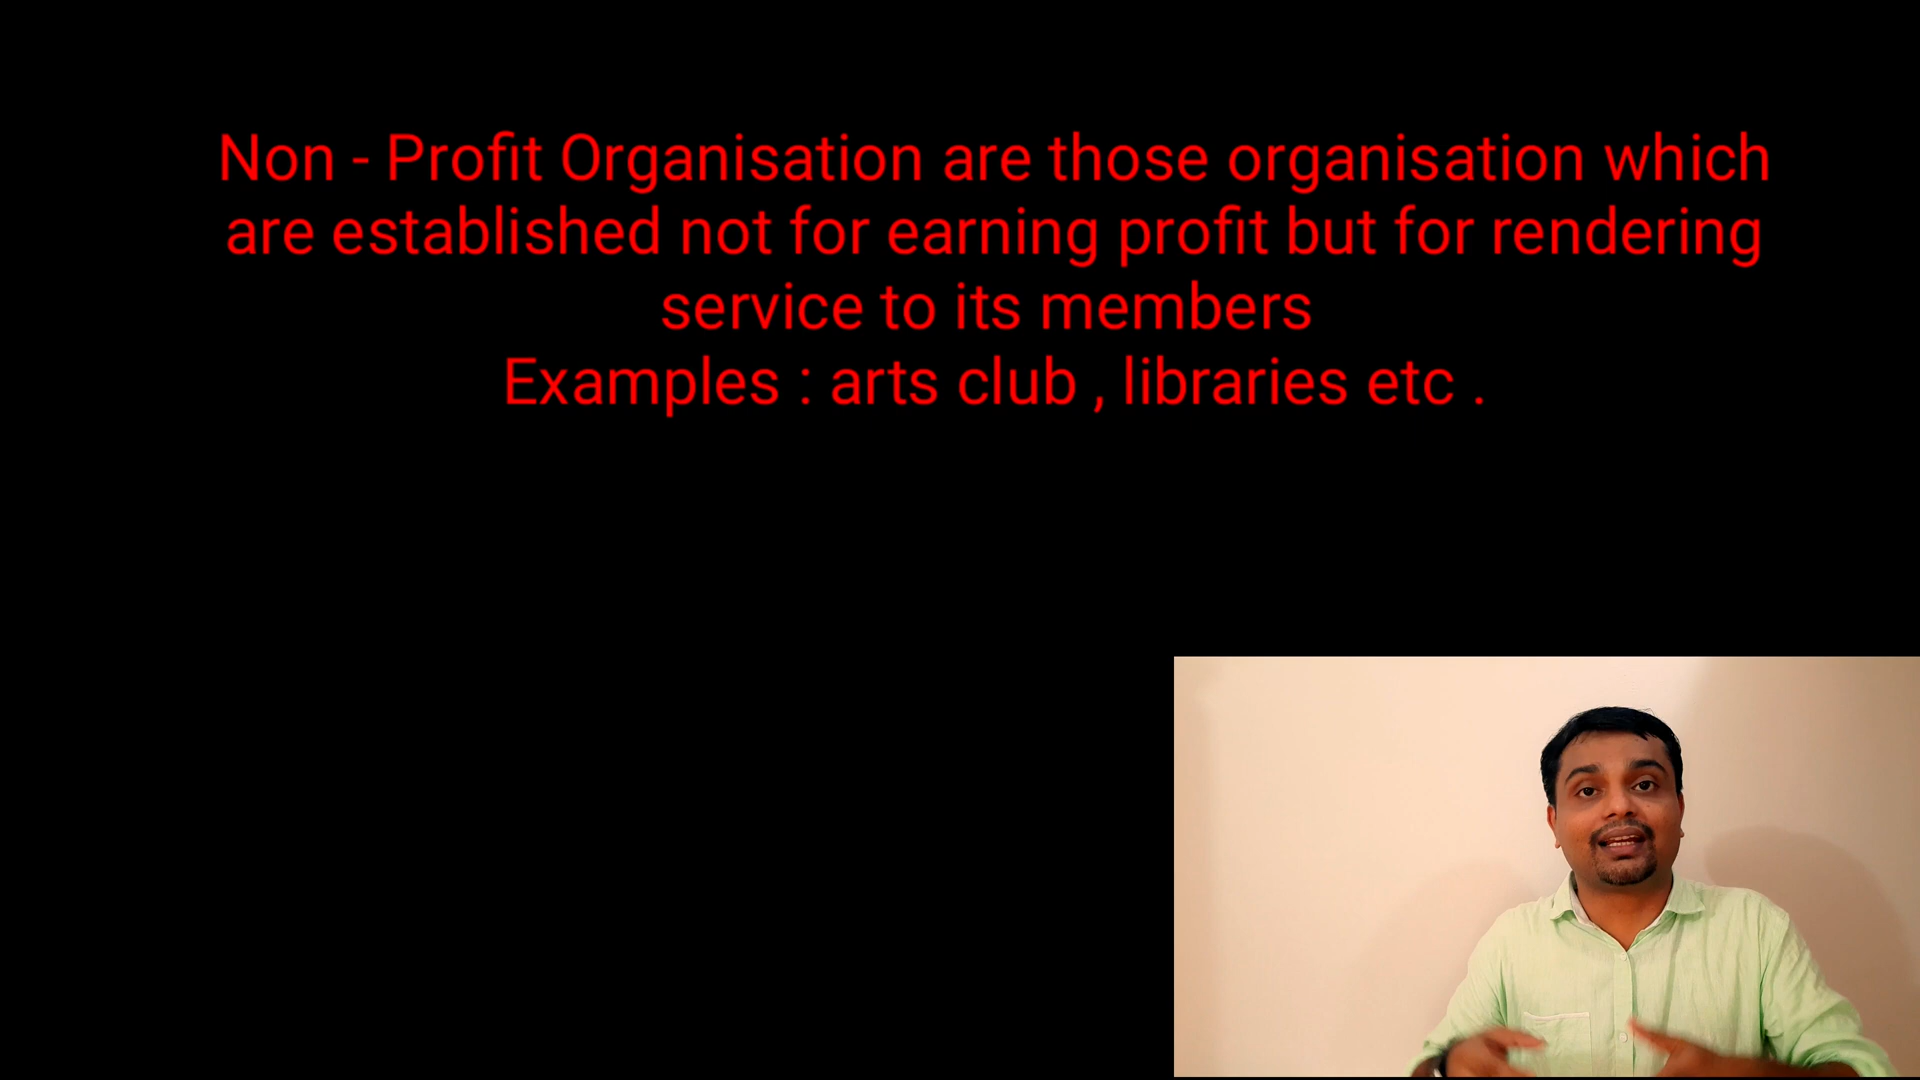 Non - Profit Organisation are those organisation which
are established not for earning profit but for rendering
service to its members
Examples : arts club , libraries etc .